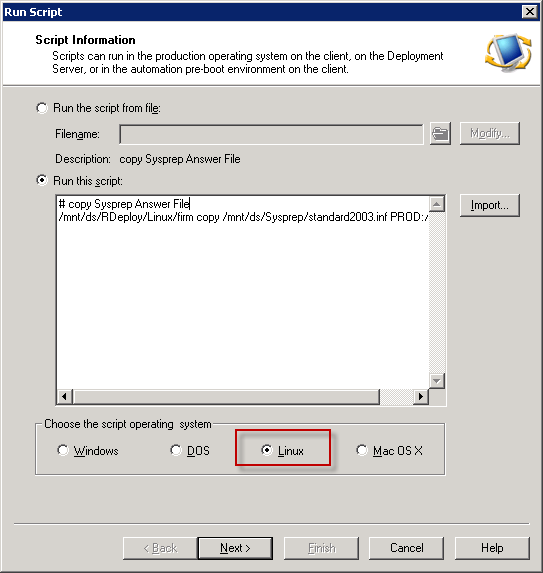 Run Script
Script Information
Scripts can run in the production operating system on the client, on the Deployment
Server, or in the automation pre-boot environment on the client.
Run the script from file:
Filename:
Modify...
Description: copy Sysprep Answer File
Run this script:
# copy Sysprep Answer File
/mnt/ds/RDeploy/Linux/firm copy /mnt/ds/Sysprep/standard2003.inf PROD:/
Import...
Choose the script operating system
Windows
DOS
Linux
Mac OS X
< Back
Next >
Finish
Cancel
Help